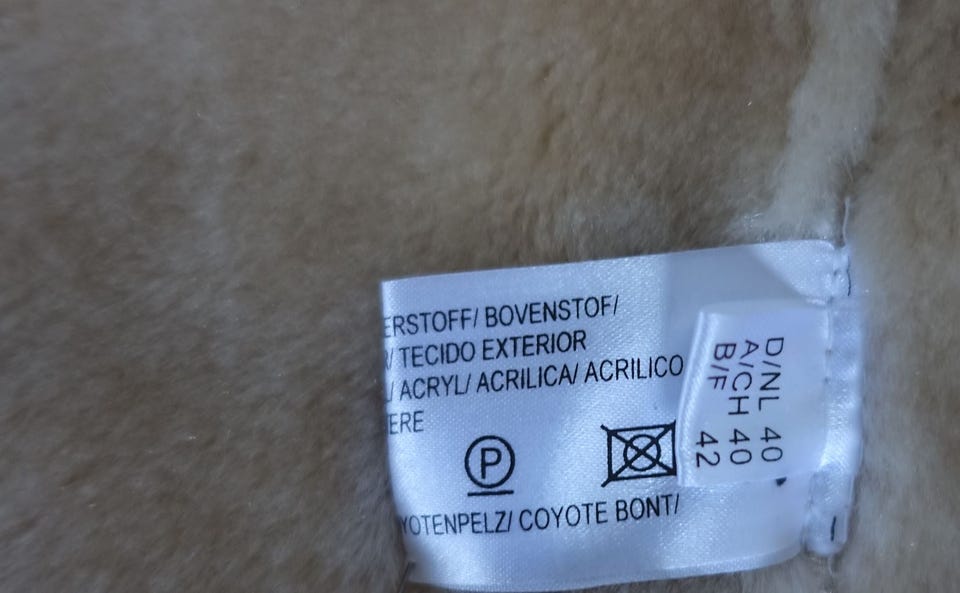 ERSTOFF/ BOVENSTOF/
/ TECIDO EXTERIOR
/ ACRYL/ ACRILICA/ ACRILICO
ERE
P
YOTENPELZ/ COYOTE BONT/
D/NL 40
A/CH 40
B/F 42